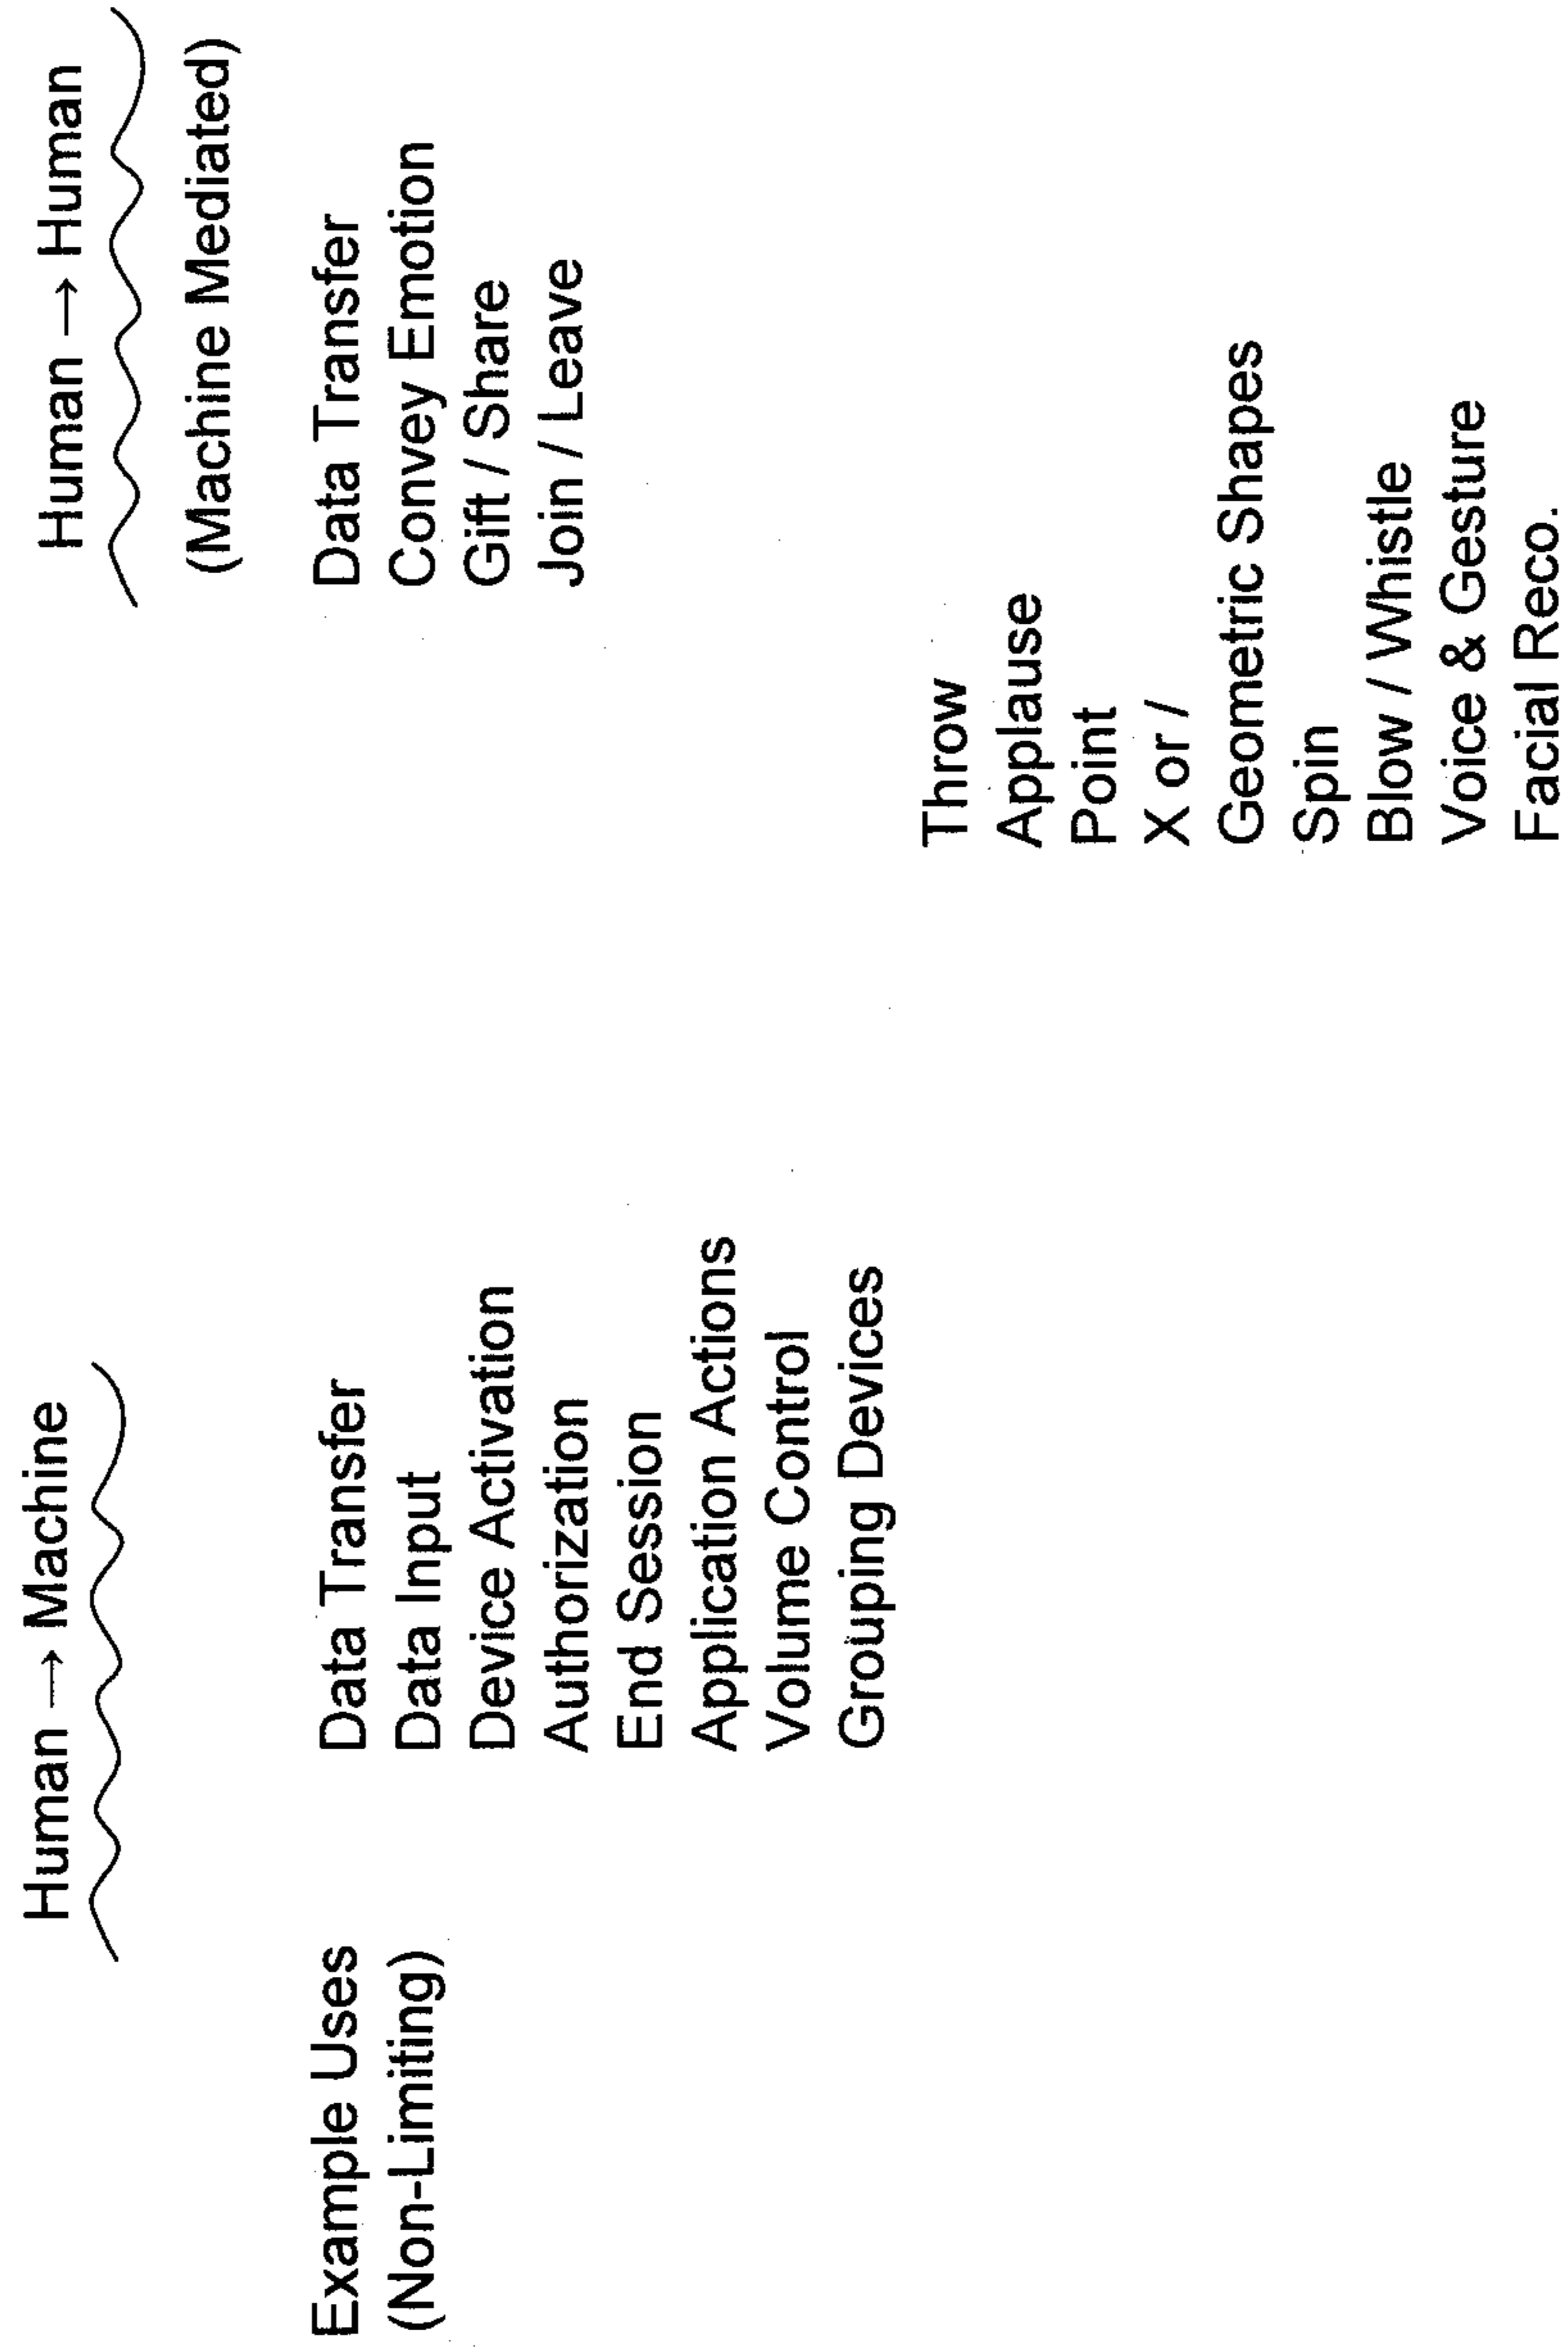 Human → Machine
Human → Human
(Machine Mediated)
Example Uses
(Non-Limiting)
Data Transfer
Data Input
Device Activation
Authorization
End Session
Application Actions
Volume Control
Grouping Devices
Data Transfer
Convey Emotion
Gift / Share
Join / Leave
Throw
Applause
Point
X or /
Geometric Shapes
Spin
Blow / Whistle
Voice & Gesture
Facial Reco.